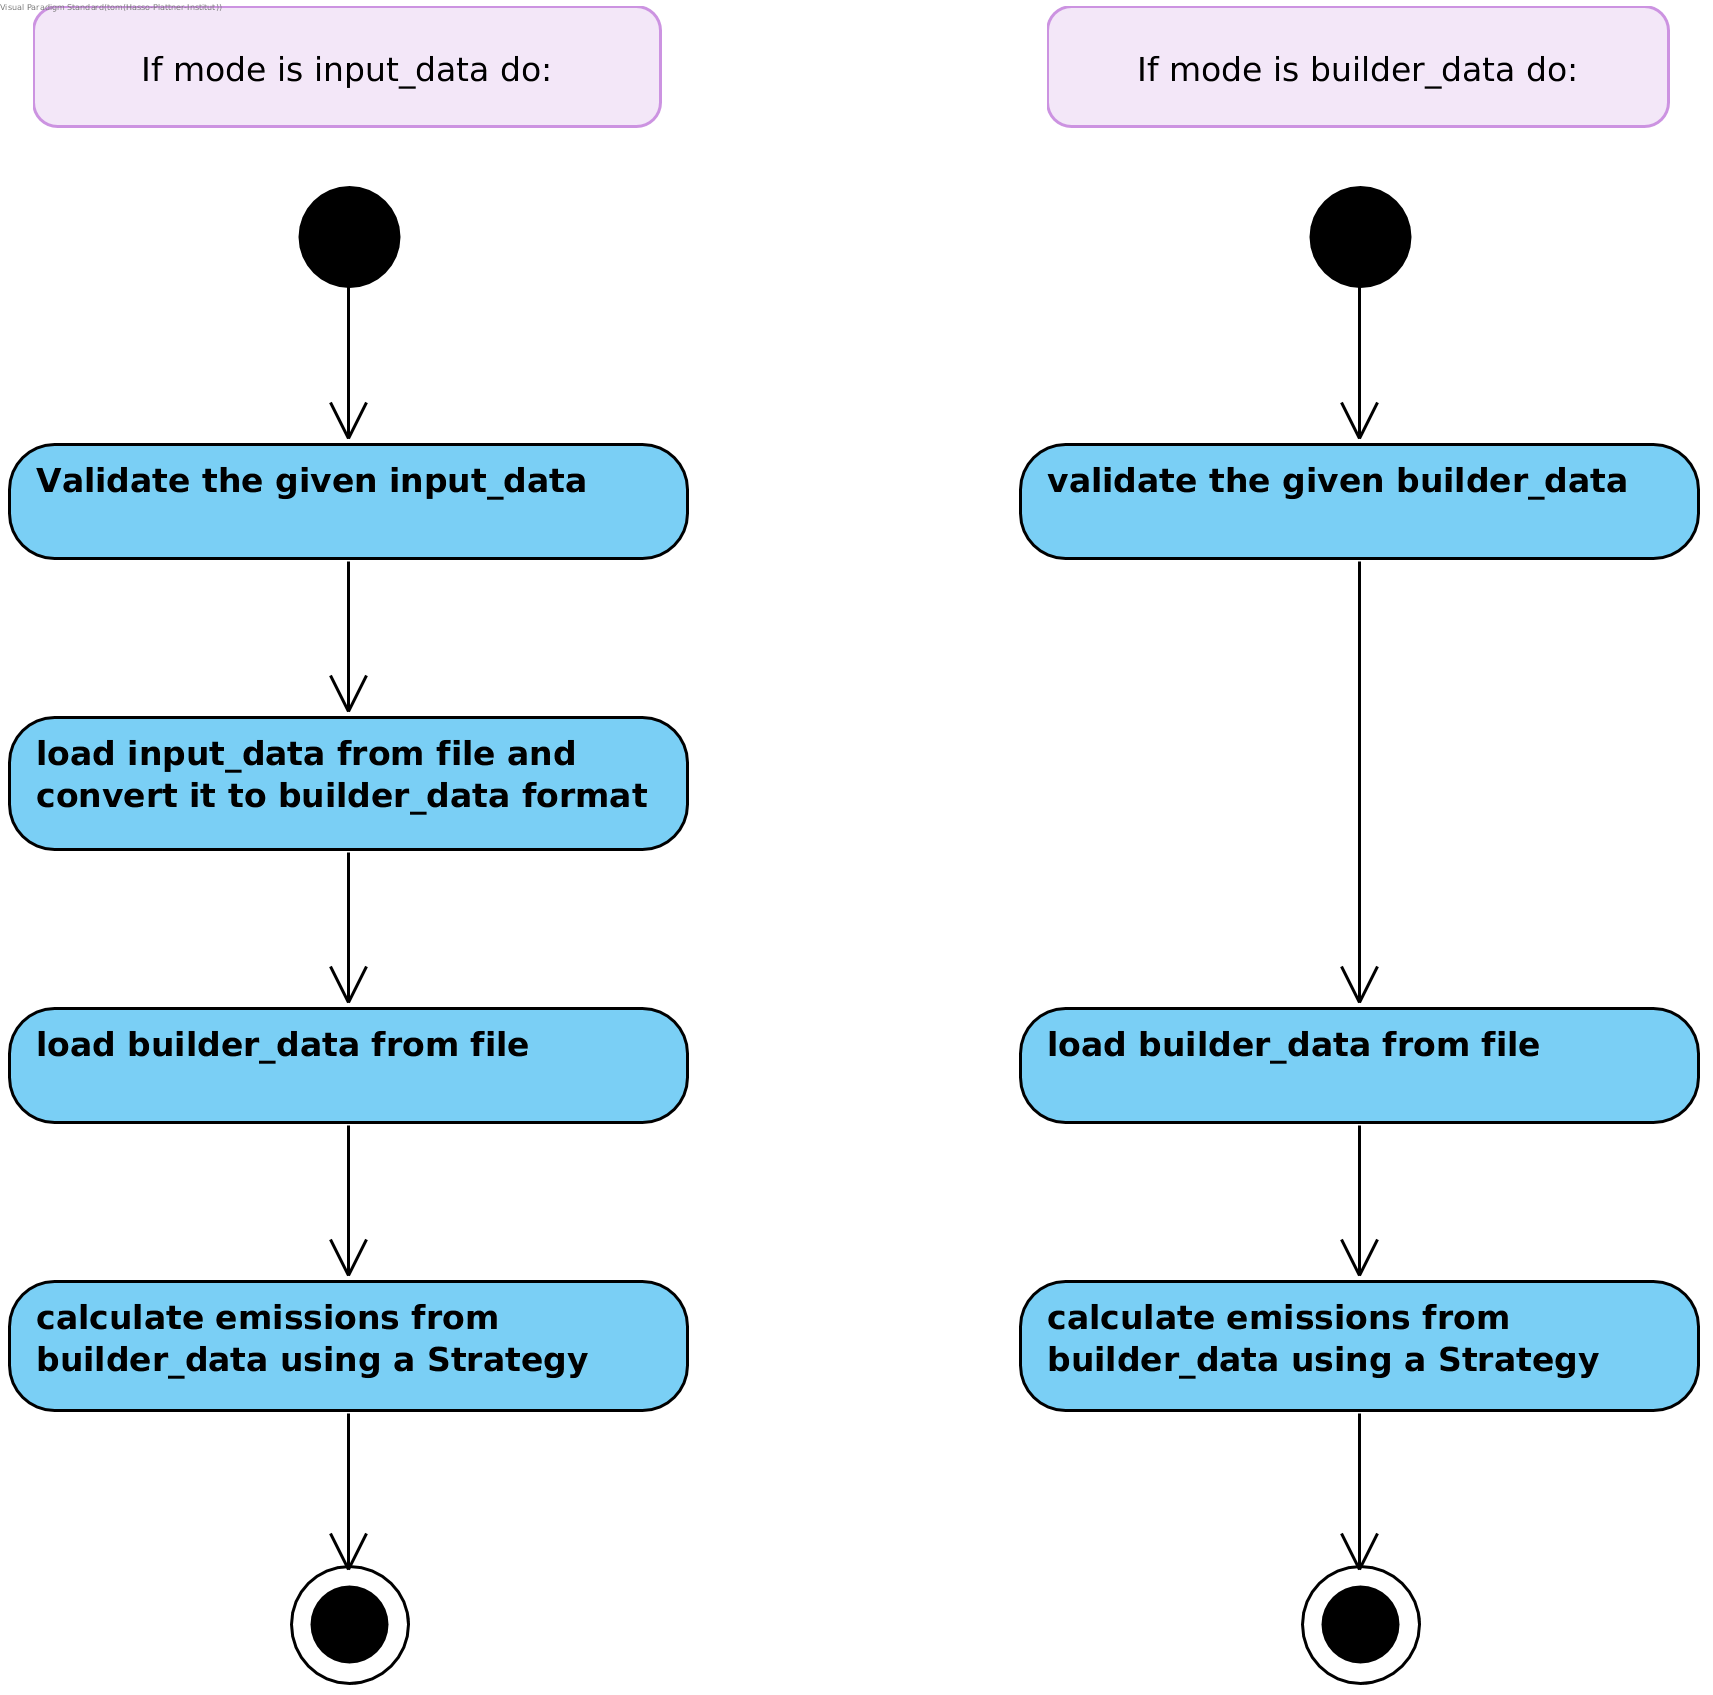 Visual Paradigm Standard(tom(Hasso-Plattner-Institut))
If mode is input_data do:
Validate the given input_data
load input_data from file and
convert it to builder_data format
load builder_data from file
calculate emissions from
builder_data using a Strategy
If mode is builder_data do:
validate the given builder_data
load builder_data from file
calculate emissions from
builder_data using a Strategy